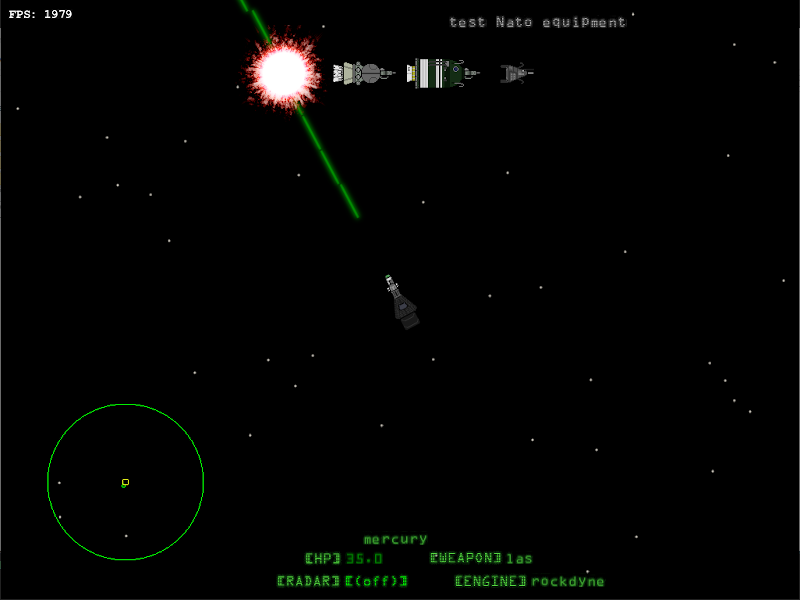 FPS: 1979
test Nato equipment
mercury
[HP] 35.0 [WEAPON] las
[RADAR] [(off)] [ENGINE] rockdyne